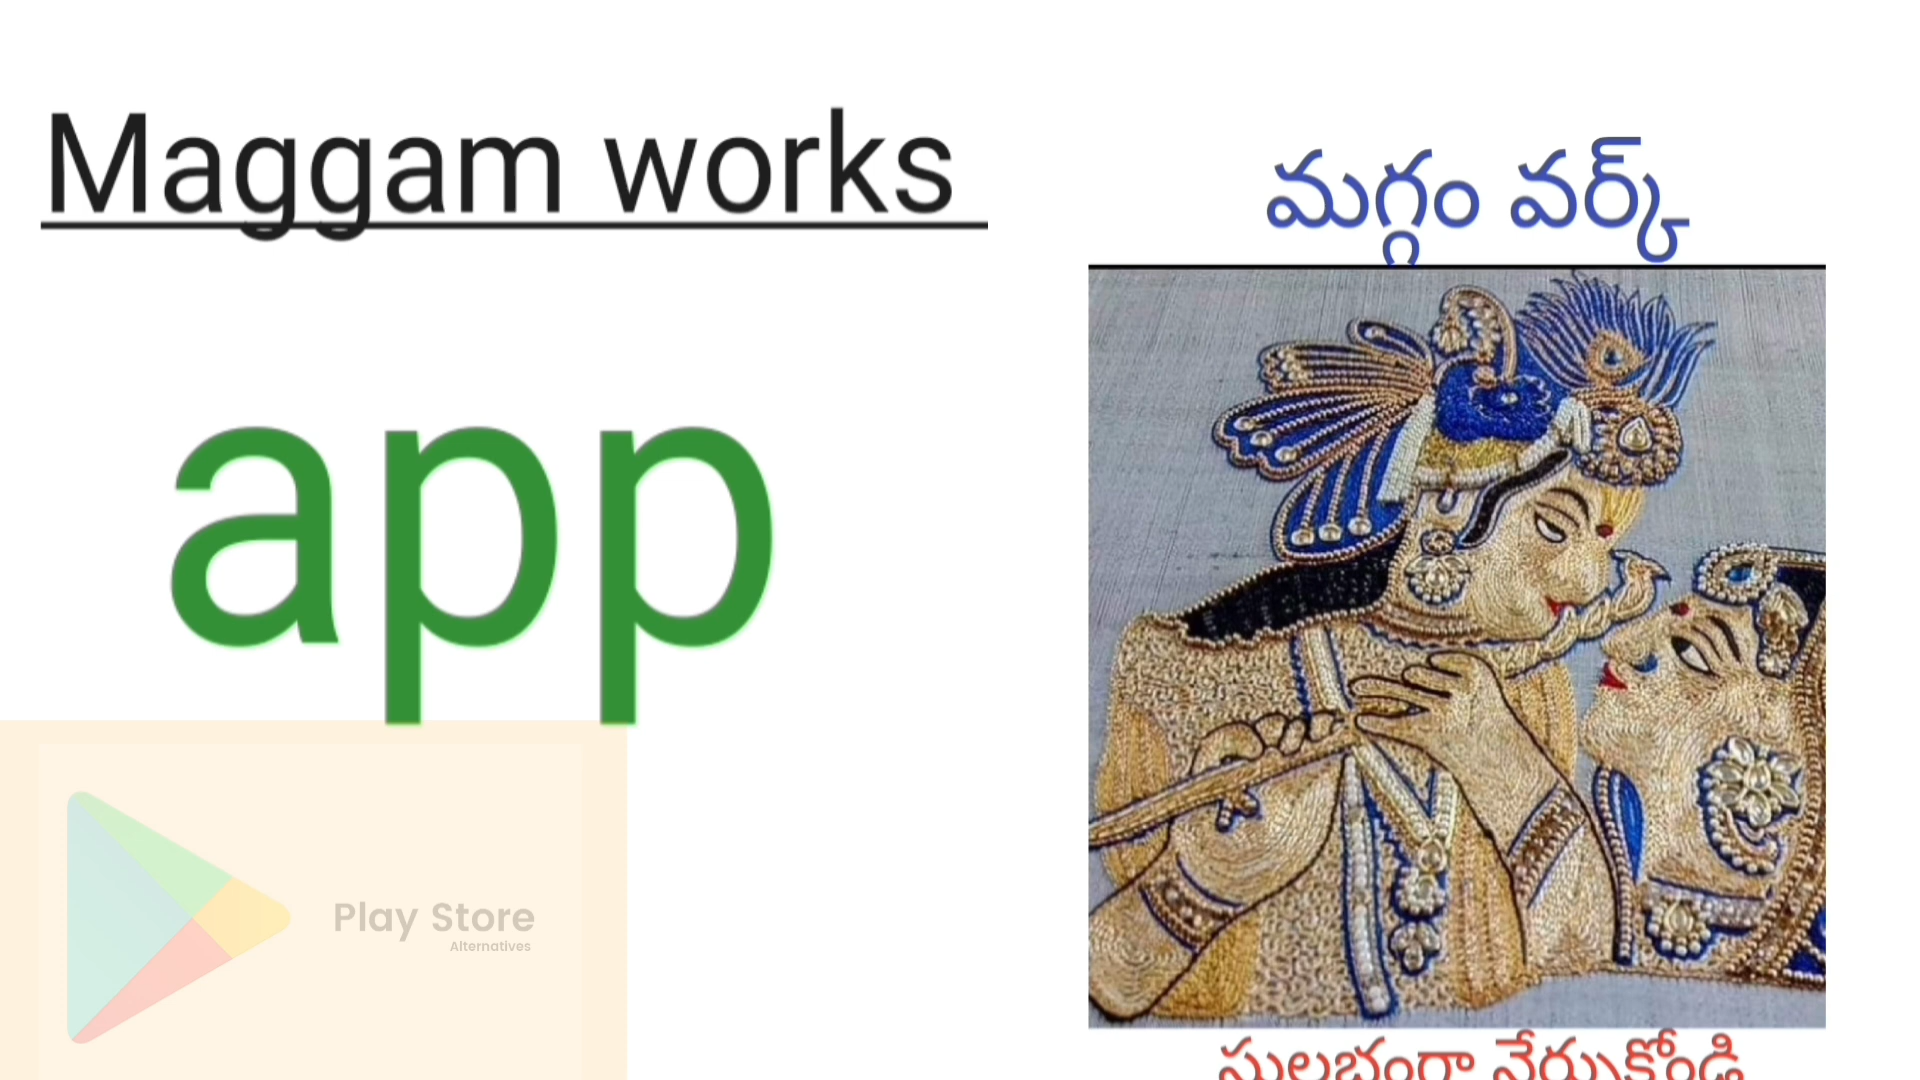 Maggam works
app
Play Store
Alternatives
మగ్గం వర్క్
సులభంగా నేర్చుకోండి